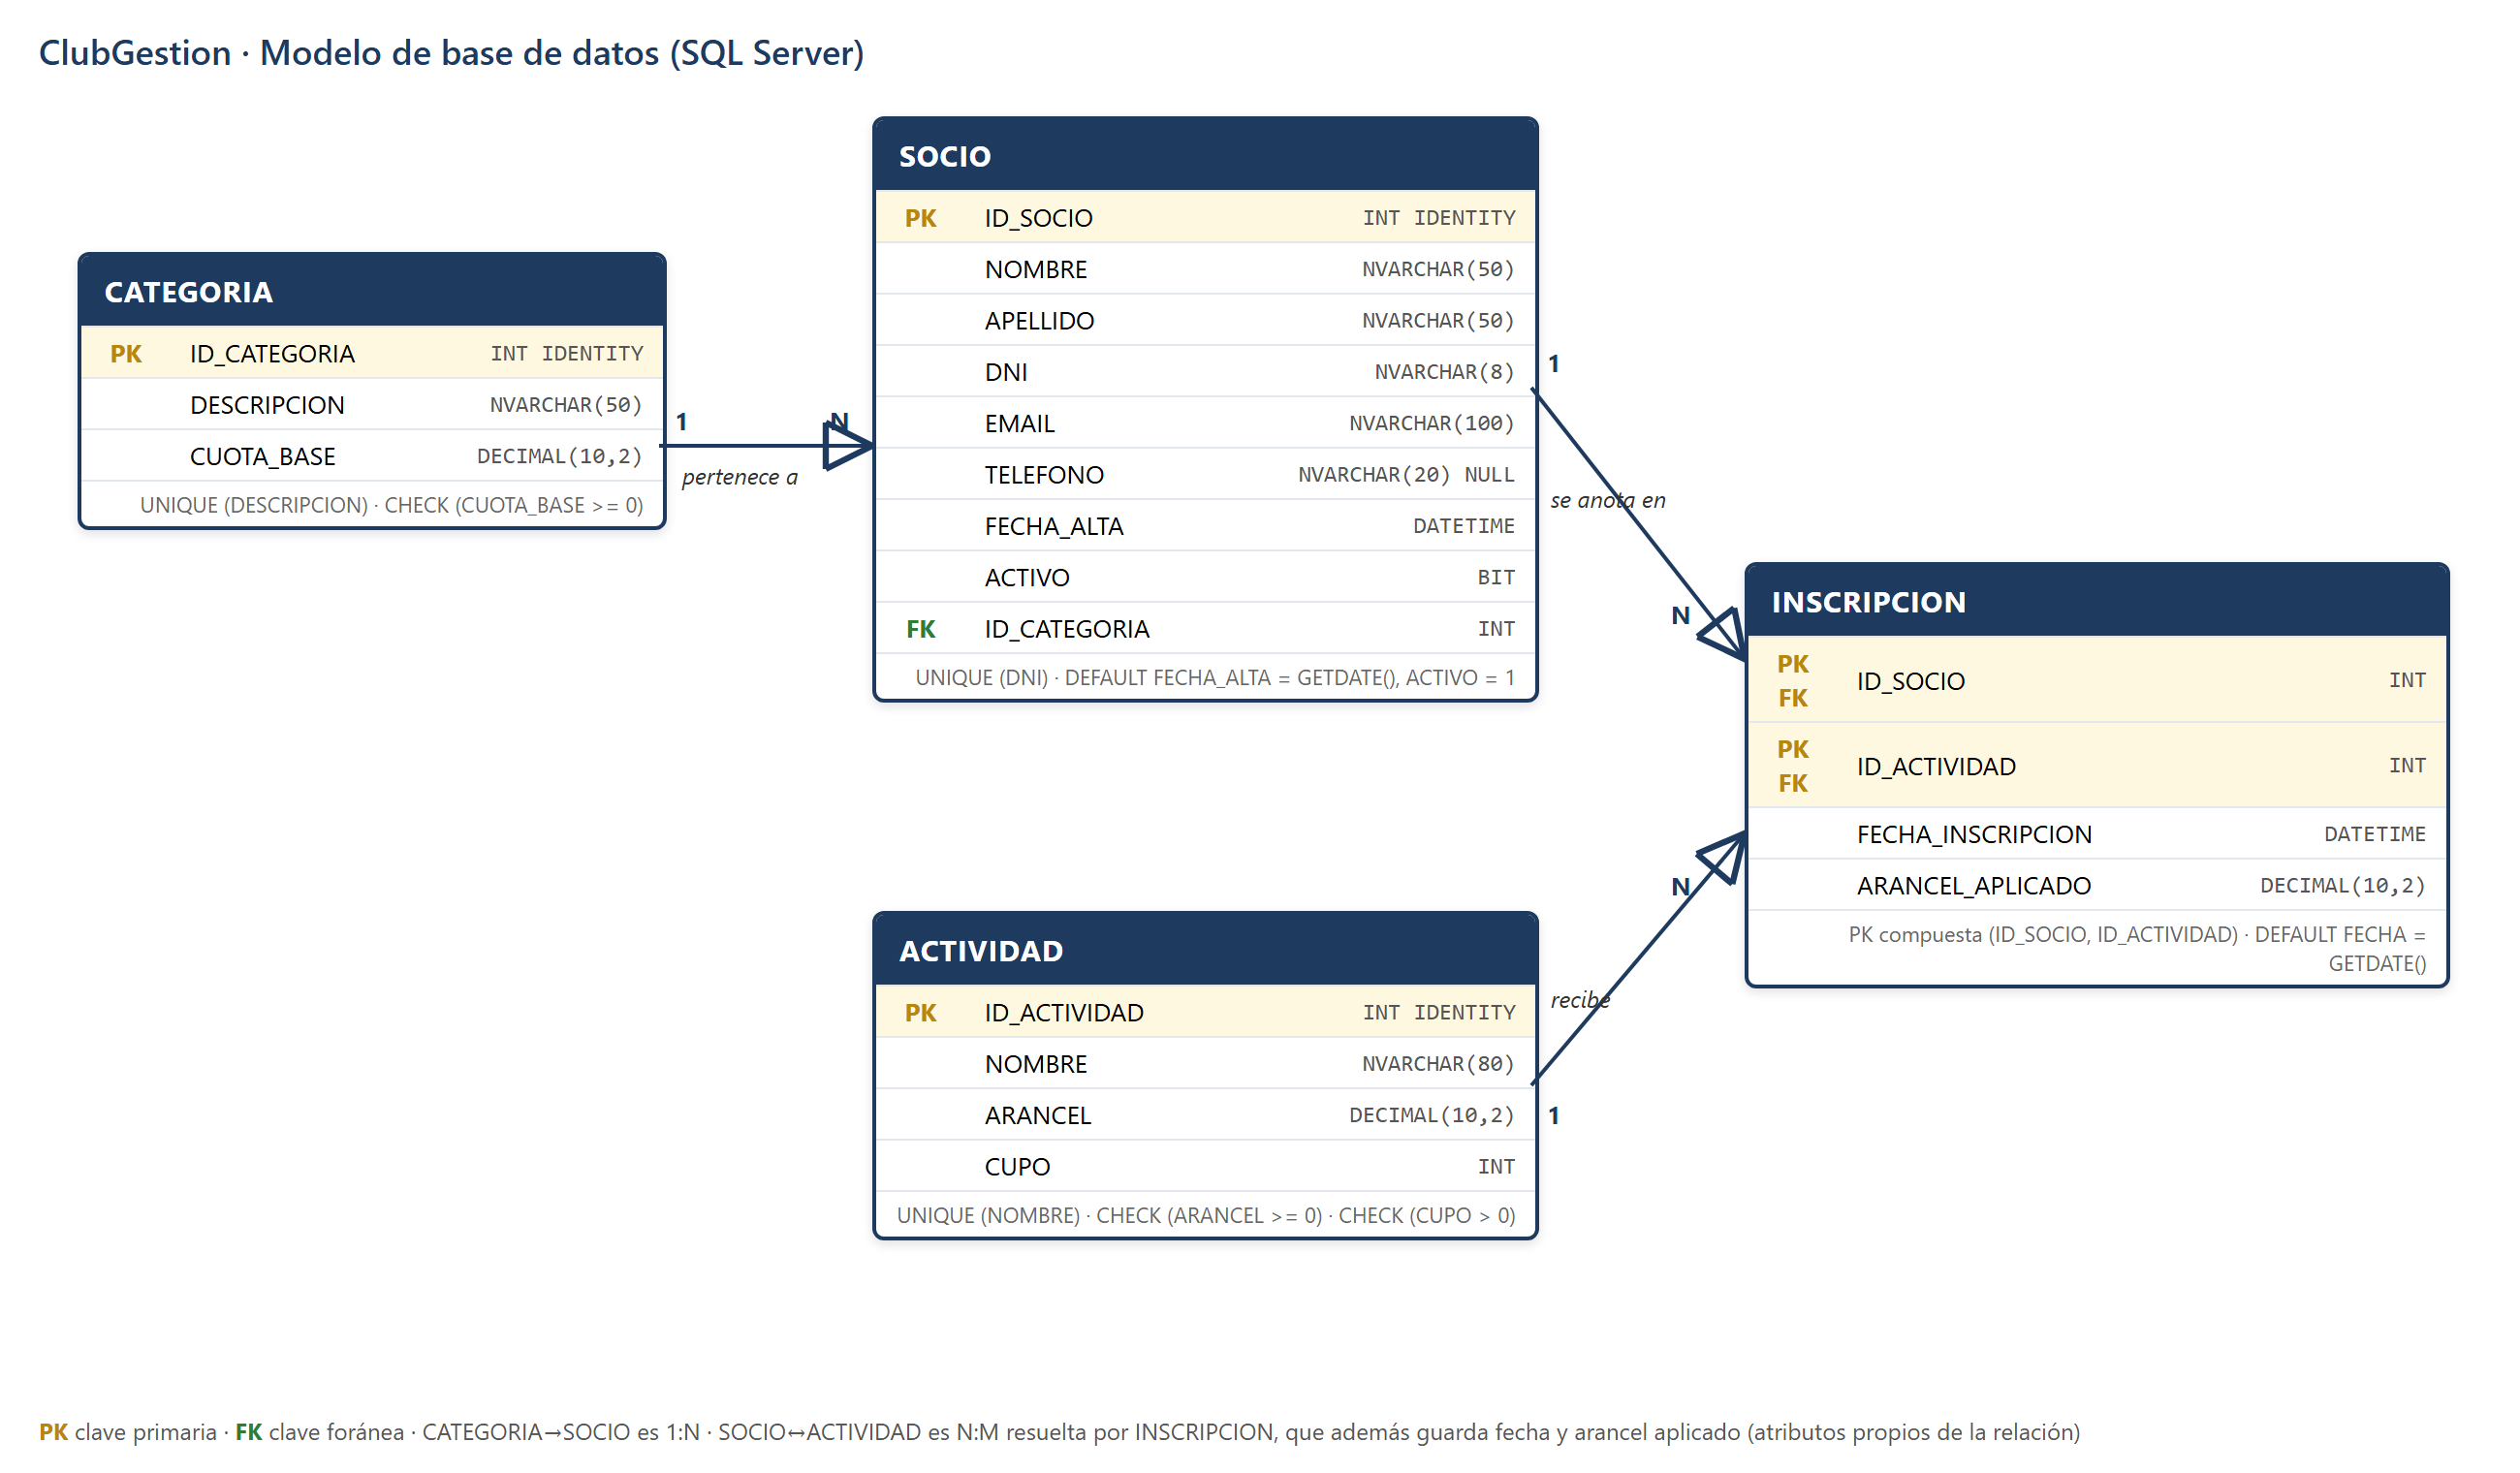 ClubGestion · Modelo de base de datos (SQL Server)
CATEGORIA
PK ID_CATEGORIA INT IDENTITY
DESCRIPCION NVARCHAR(50)
CUOTA_BASE DECIMAL(10,2)
UNIQUE (DESCRIPCION) · CHECK (CUOTA_BASE >= 0)
1
N
pertenece a
SOCIO
PK ID_SOCIO INT IDENTITY
NOMBRE NVARCHAR(50)
APELLIDO NVARCHAR(50)
DNI NVARCHAR(8)
EMAIL NVARCHAR(100)
TELEFONO NVARCHAR(20) NULL
FECHA_ALTA DATETIME
ACTIVO BIT
FK ID_CATEGORIA INT
UNIQUE (DNI) · DEFAULT FECHA_ALTA = GETDATE(), ACTIVO = 1
1
se anota en
N
ACTIVIDAD
PK ID_ACTIVIDAD INT IDENTITY
NOMBRE NVARCHAR(80)
ARANCEL DECIMAL(10,2)
CUPO INT
UNIQUE (NOMBRE) · CHECK (ARANCEL >= 0) · CHECK (CUPO > 0)
N
recibe
1
INSCRIPCION
PK
FK ID_SOCIO INT
PK
FK ID_ACTIVIDAD INT
FECHA_INSCRIPCION DATETIME
ARANCEL_APLICADO DECIMAL(10,2)
PK compuesta (ID_SOCIO, ID_ACTIVIDAD) · DEFAULT FECHA =
GETDATE()
PK clave primaria · FK clave foránea · CATEGORIA→SOCIO es 1:N · SOCIO↔ACTIVIDAD es N:M resuelta por INSCRIPCION, que además guarda fecha y arancel aplicado (atributos propios de la relación)